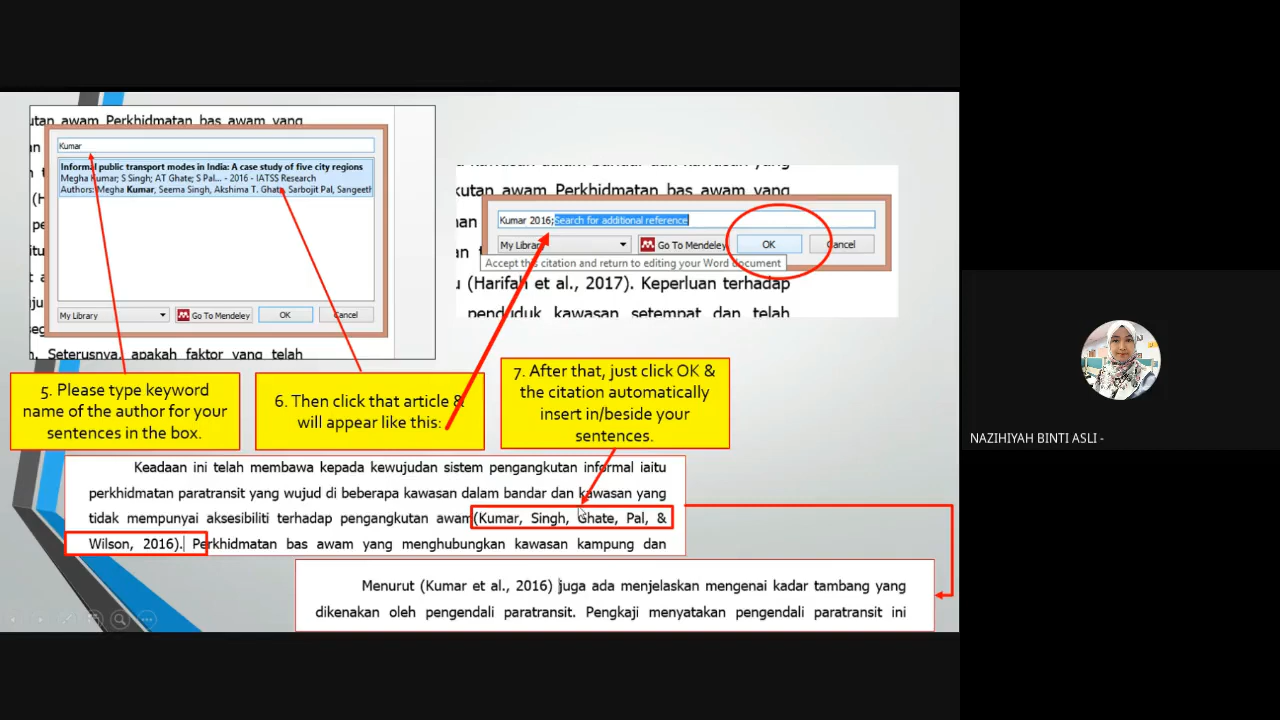 utan awam Perkhidmatan bas awam yang
Kumar
Informal public transport modes in India: A case study of five city regions
Megha Kumar; S Singh; AT Ghate; S Pal... - 2016 - IATSS Research
Authors: Megha Kumar, Seema Singh, Akshima T. Ghate, Sarbojit Pal, Sangeeth
My Library
Go To Mendeley
OK
Cancel
n. Seterusnya, apakah faktor yang telah
kutan awam Perkhidmatan bas awam yang
Kumar 2016;Search for additional reference
My Library
Go To Mendeley
OK
Cancel
Accept this citation and return to editing your Word document
u (Harifah et al., 2017). Keperluan terhadap
penduduk kawasan setempat dan telah
5. Please type keyword
name of the author for your
sentences in the box.
6. Then click that article &
will appear like this:
7. After that, just click OK &
the citation automatically
insert in/beside your
sentences.
Keadaan ini telah membawa kepada kewujudan sistem pengangkutan informal iaitu
perkhidmatan paratransit yang wujud di beberapa kawasan dalam bandar dan kawasan yang
tidak mempunyai aksesibiliti terhadap pengangkutan awam(Kumar, Singh, Ghate, Pal, &
Wilson, 2016). Perkhidmatan bas awam yang menghubungkan kawasan kampung dan
Menurut (Kumar et al., 2016) juga ada menjelaskan mengenai kadar tambang yang
dikenakan oleh pengendali paratransit. Pengkaji menyatakan pengendali paratransit ini
NAZIHIYAH BINTI ASLI -